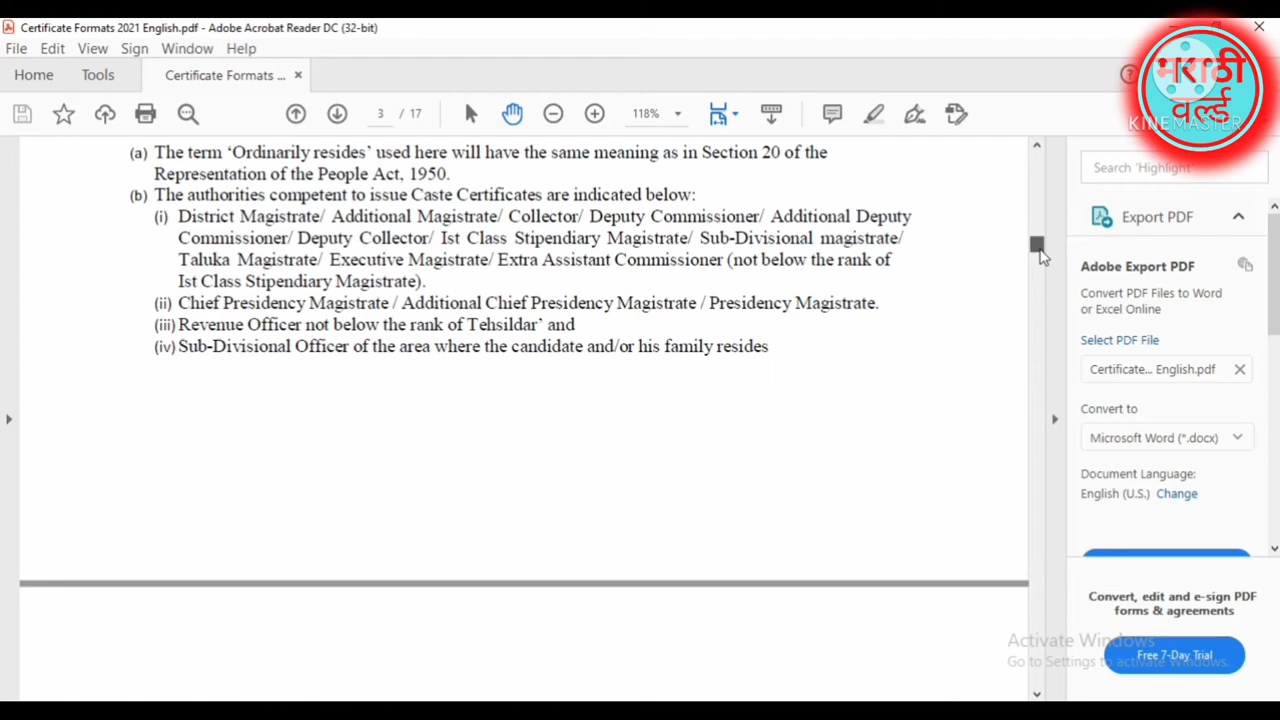 Certificate Formats 2021 English.pdf - Adobe Acrobat Reader DC (32-bit)
File Edit View Sign Window Help
Home Tools Certificate Formats ...
3 / 17 118%
(a) The term ‘Ordinarily resides’ used here will have the same meaning as in Section 20 of the
Representation of the People Act, 1950.
(b) The authorities competent to issue Caste Certificates are indicated below:
(i) District Magistrate/ Additional Magistrate/ Collector/ Deputy Commissioner/ Additional Deputy
Commissioner/ Deputy Collector/ Ist Class Stipendiary Magistrate/ Sub-Divisional magistrate/
Taluka Magistrate/ Executive Magistrate/ Extra Assistant Commissioner (not below the rank of
Ist Class Stipendiary Magistrate).
(ii) Chief Presidency Magistrate / Additional Chief Presidency Magistrate / Presidency Magistrate.
(iii) Revenue Officer not below the rank of Tehsildar’ and
(iv) Sub-Divisional Officer of the area where the candidate and/or his family resides
मराठी
वर्ल्ड
KINEMASTER
Search 'Highlight'
Export PDF
Adobe Export PDF
Convert PDF Files to Word
or Excel Online
Select PDF File
Certificate... English.pdf
Convert to
Microsoft Word (*.docx)
Document Language:
English (U.S.) Change
Convert, edit and e-sign PDF
forms & agreements
Free 7-Day Trial
Activate Windows
Go to Settings to activate Windows.